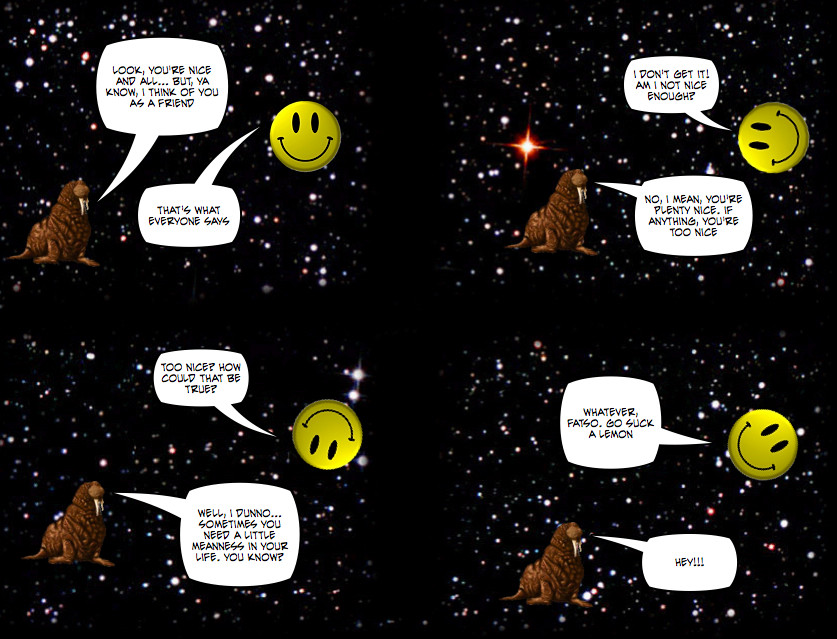 LOOK, YOU'RE NICE
AND ALL... BUT, YA
KNOW, I THINK OF YOU
AS A FRIEND
THAT'S WHAT
EVERYONE SAYS
I DON'T GET IT!
AM I NOT NICE
ENOUGH?
NO, I MEAN, YOU'RE
PLENTY NICE. IF
ANYTHING, YOU'RE
TOO NICE
TOO NICE? HOW
COULD THAT BE
TRUE?
WELL, I DUNNO...
SOMETIMES YOU
NEED A LITTLE
MEANNESS IN YOUR
LIFE. YOU KNOW?
WHATEVER,
FATSO. GO SUCK
A LEMON
HEY!!!